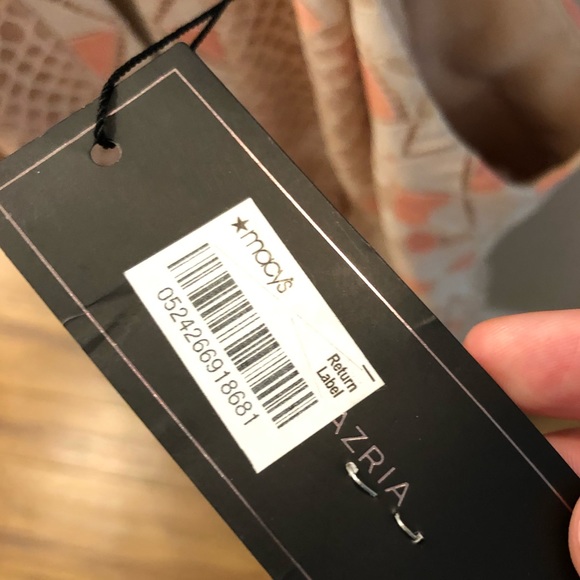 ★macy's
0524266918681
Return
Label
AZRIA